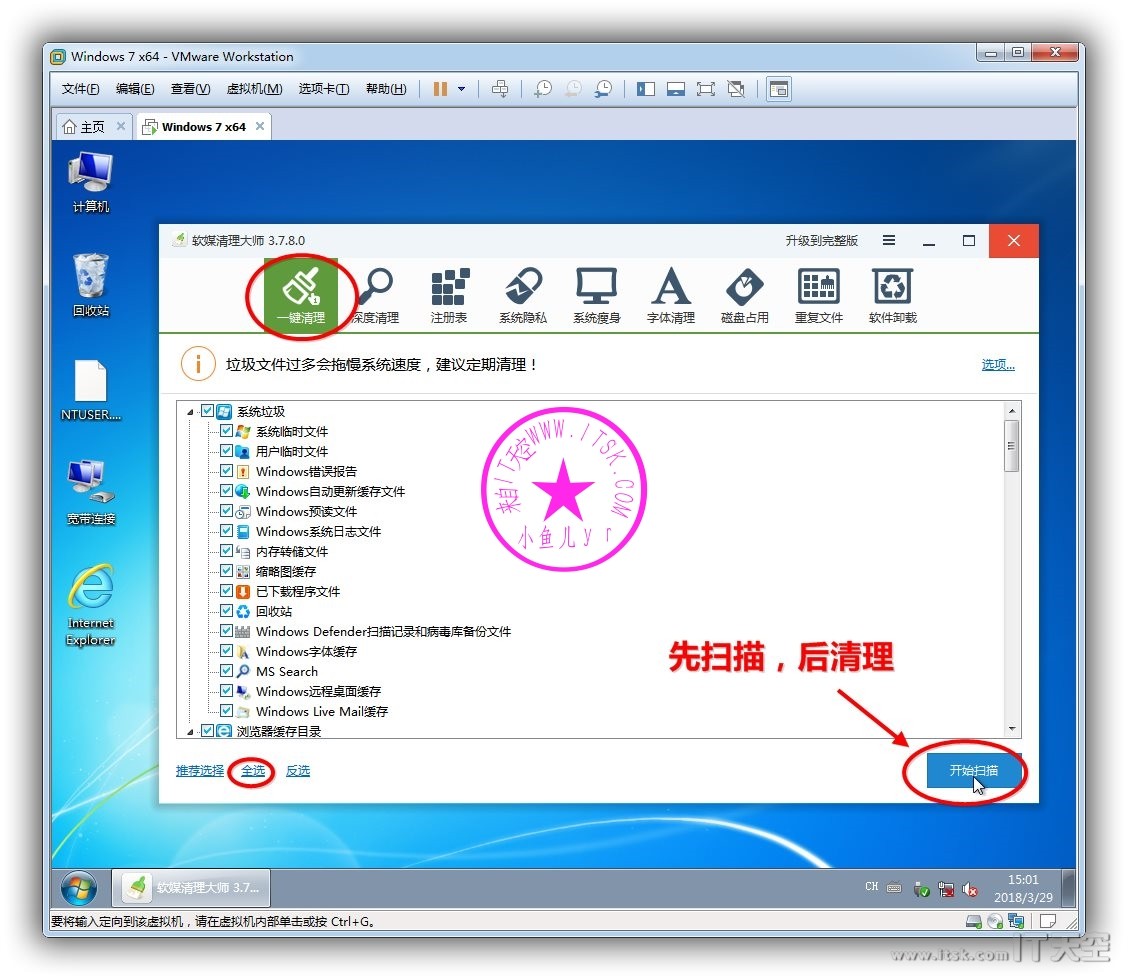 Windows 7 x64 - VMware Workstation
文件(F) 编辑(E) 查看(V) 虚拟机(M) 选项卡(T) 帮助(H)
主页 Windows 7 x64
计算机
回收站
NTUSER....
宽带连接
Internet
Explorer
软媒清理大师 3.7.8.0 升级到完整版
一键清理 深度清理 注册表 系统隐私 系统瘦身 字体清理 磁盘占用 重复文件 软件卸载
垃圾文件过多会拖慢系统速度，建议定期清理！ 选项...
系统垃圾
系统临时文件
用户临时文件
Windows错误报告
Windows自动更新缓存文件
Windows预读文件
Windows系统日志文件
内存转储文件
缩略图缓存
已下载程序文件
回收站
Windows Defender扫描记录和病毒库备份文件
Windows字体缓存
MS Search
Windows远程桌面缓存
Windows Live Mail缓存
浏览器缓存目录
来自IT天空WWW.ITSK.COM
小鱼儿yr
先扫描，后清理
推荐选择 全选 反选 开始扫描
软媒清理大师 3.7... CH 15:01
2018/3/29
要将输入定向到该虚拟机，请在虚拟机内部单击或按 Ctrl+G。
www.itsk.com IT天空